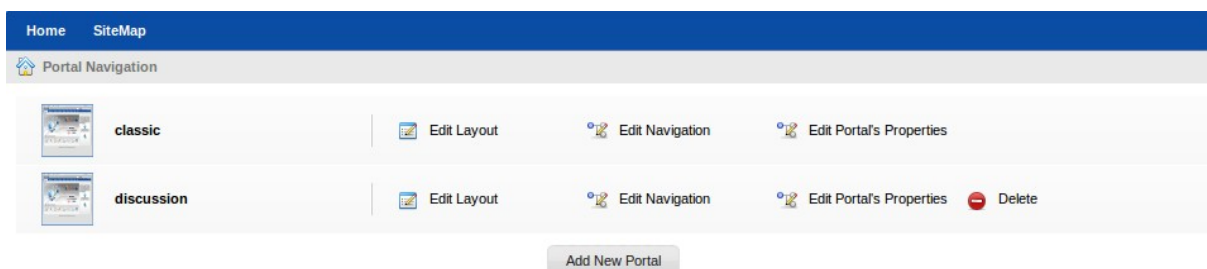 Home SiteMap
Portal Navigation
classic Edit Layout Edit Navigation Edit Portal's Properties
discussion Edit Layout Edit Navigation Edit Portal's Properties Delete
Add New Portal